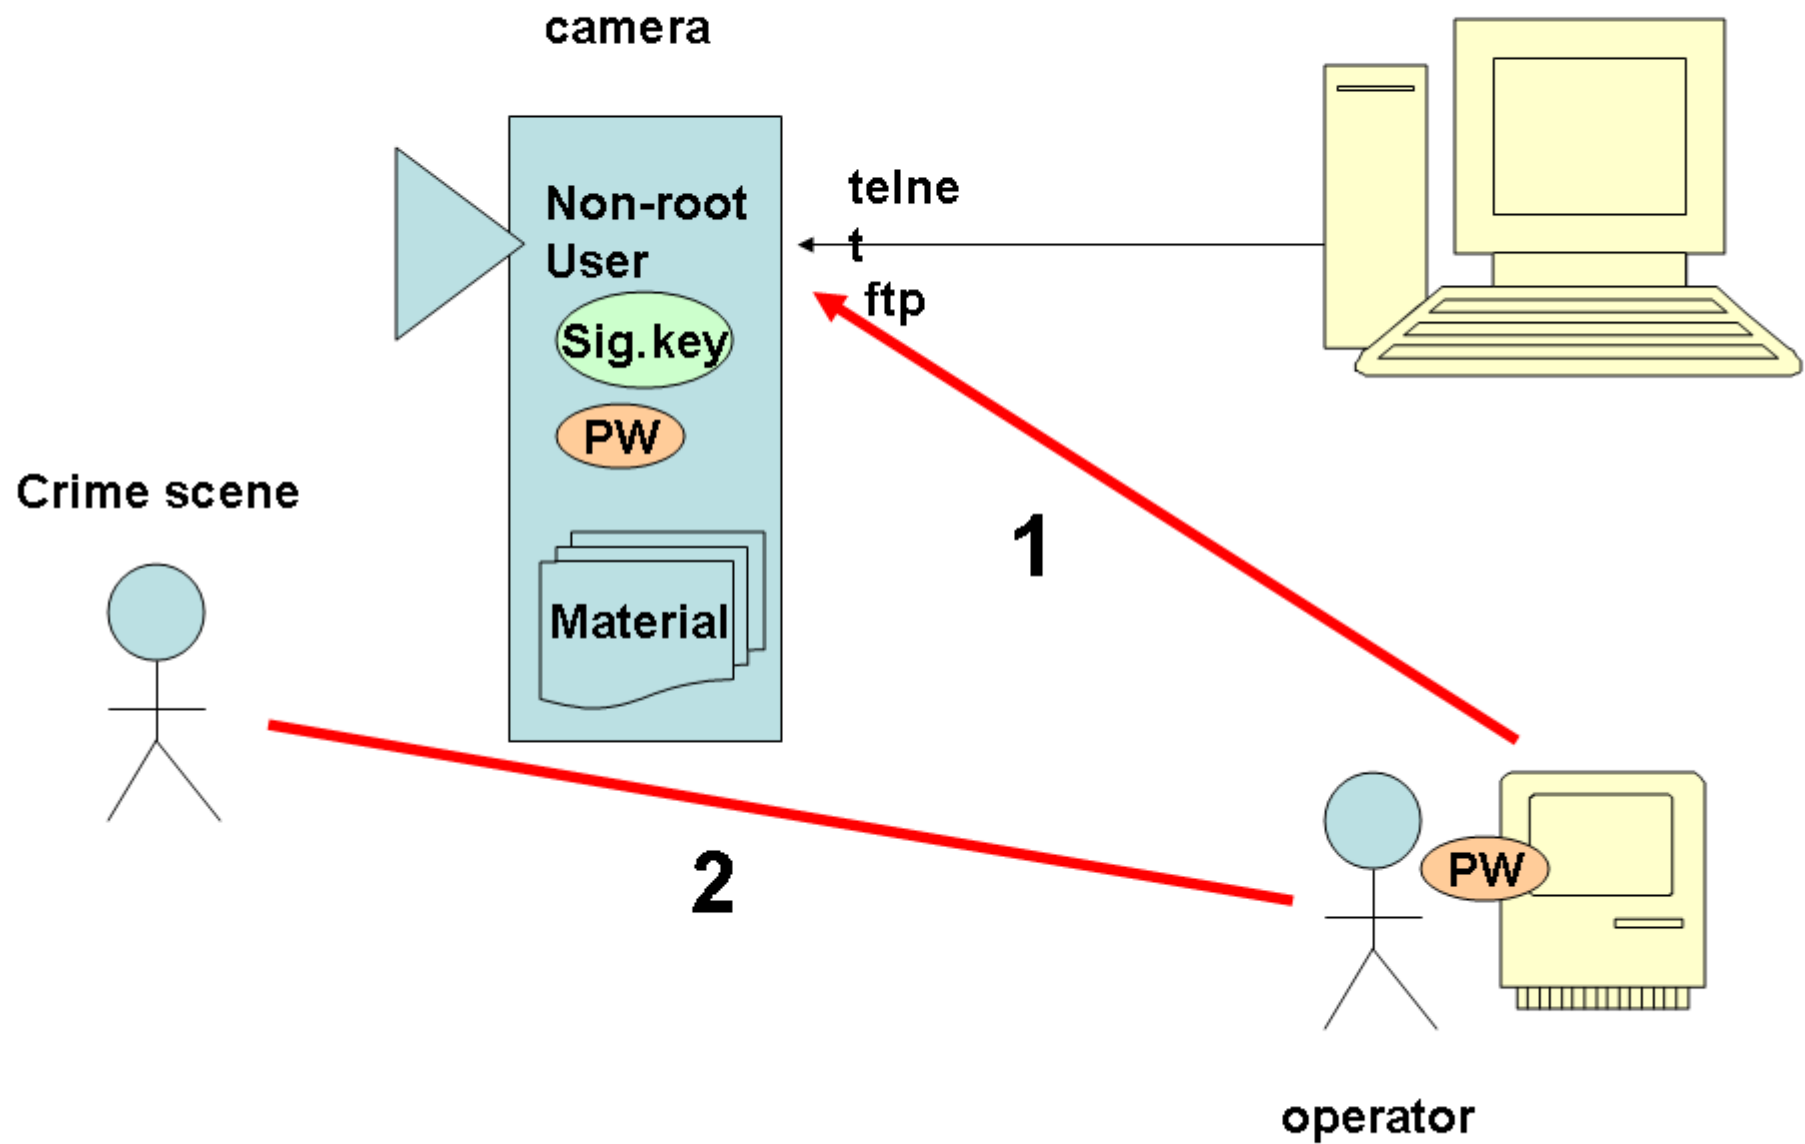 camera
Non-root
User
Sig.key
PW
Material
telne
t
ftp
Crime scene
1
2
PW
operator